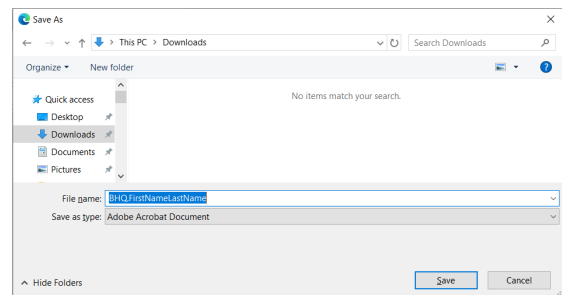 Save As
This PC > Downloads
Search Downloads
Organize
New folder
?
No items match your search.
Quick access
Desktop
Downloads
Documents
Pictures
File name: BHQ,FirstNameLastName
Save as type: Adobe Acrobat Document
Hide Folders
Save
Cancel